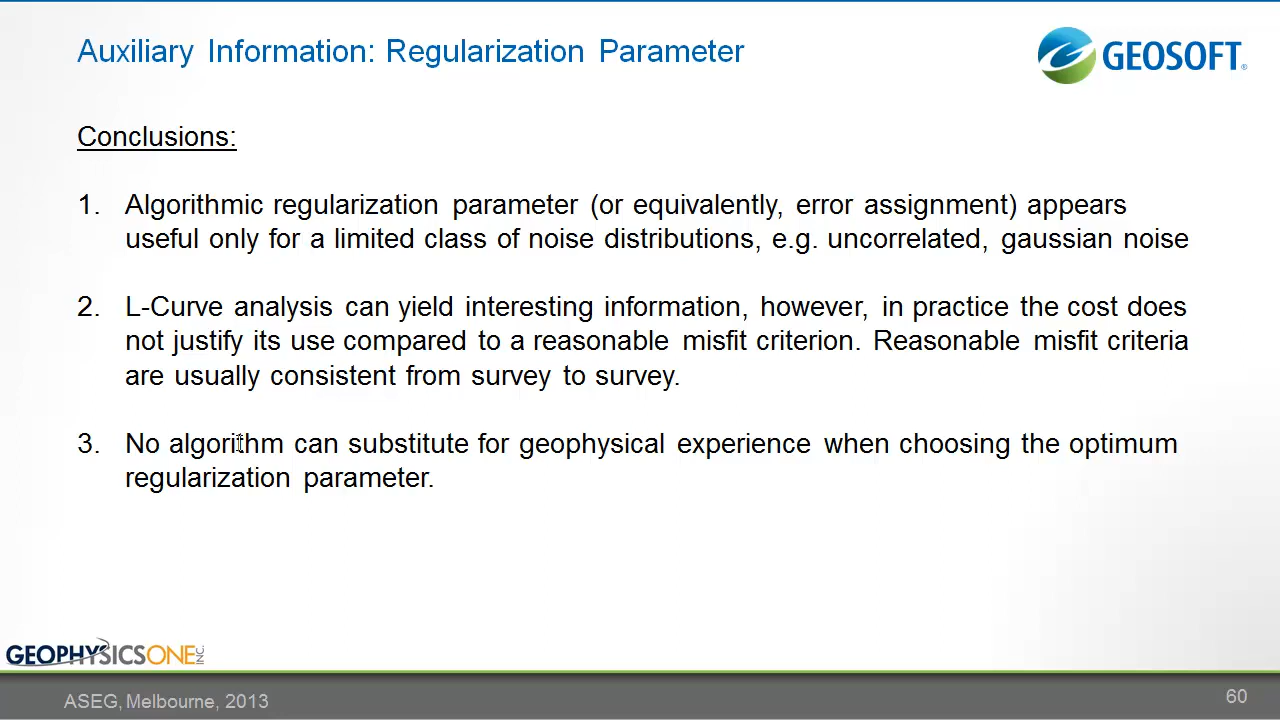 Auxiliary Information: Regularization Parameter
GEOSOFT®
Conclusions:
1. Algorithmic regularization parameter (or equivalently, error assignment) appears
useful only for a limited class of noise distributions, e.g. uncorrelated, gaussian noise
2. L-Curve analysis can yield interesting information, however, in practice the cost does
not justify its use compared to a reasonable misfit criterion. Reasonable misfit criteria
are usually consistent from survey to survey.
3. No algorithm can substitute for geophysical experience when choosing the optimum
regularization parameter.
GEOPHYSICSONE INC.
ASEG, Melbourne, 2013
60